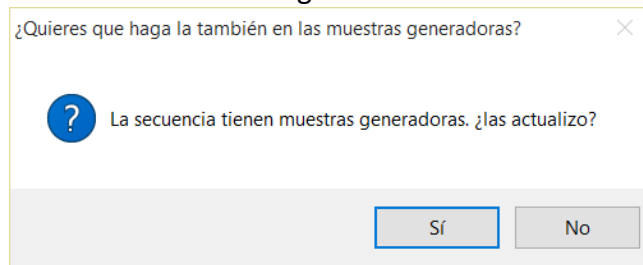 ¿Quieres que haga la también en las muestras generadoras?
La secuencia tienen muestras generadoras. ¿las actualizo?
Sí
No